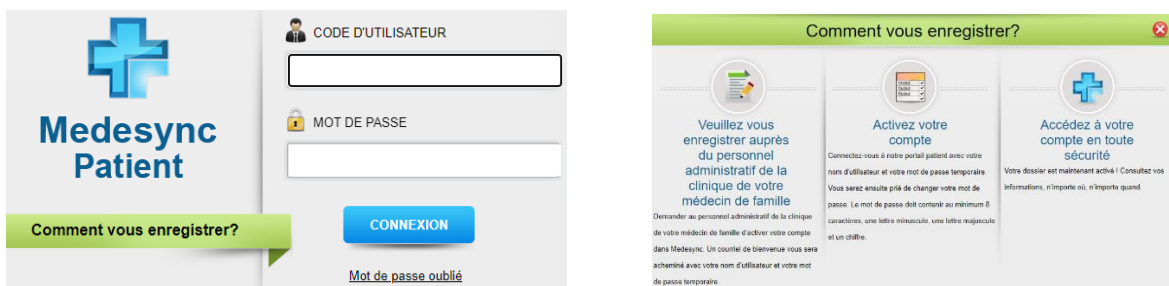 CODE D'UTILISATEUR
MOT DE PASSE
Medesync
Patient
Comment vous enregistrer?
CONNEXION
Mot de passe oublié
Comment vous enregistrer?
Veuillez vous
enregistrer auprès
du personnel
administratif de la
clinique de votre
médecin de famille
Demander au personnel administratif de la clinique
de votre médecin de famille d'activer votre compte
dans Medesync. Un courriel de bienvenue vous sera
acheminé avec votre nom d'utilisateur et votre mot
de passe temporaire.
Activez votre
compte
Connectez-vous à notre portail patient avec votre
nom d'utilisateur et votre mot de passe temporaire.
Vous serez ensuite prié de changer votre mot de
passe. Le mot de passe doit contenir au minimum 8
caractères, une lettre minuscule, une lettre majuscule
et un chiffre.
Accédez à votre
compte en toute
sécurité
Votre dossier est maintenant activé ! Consultez vos
informations, n'importe où, n'importe quand.